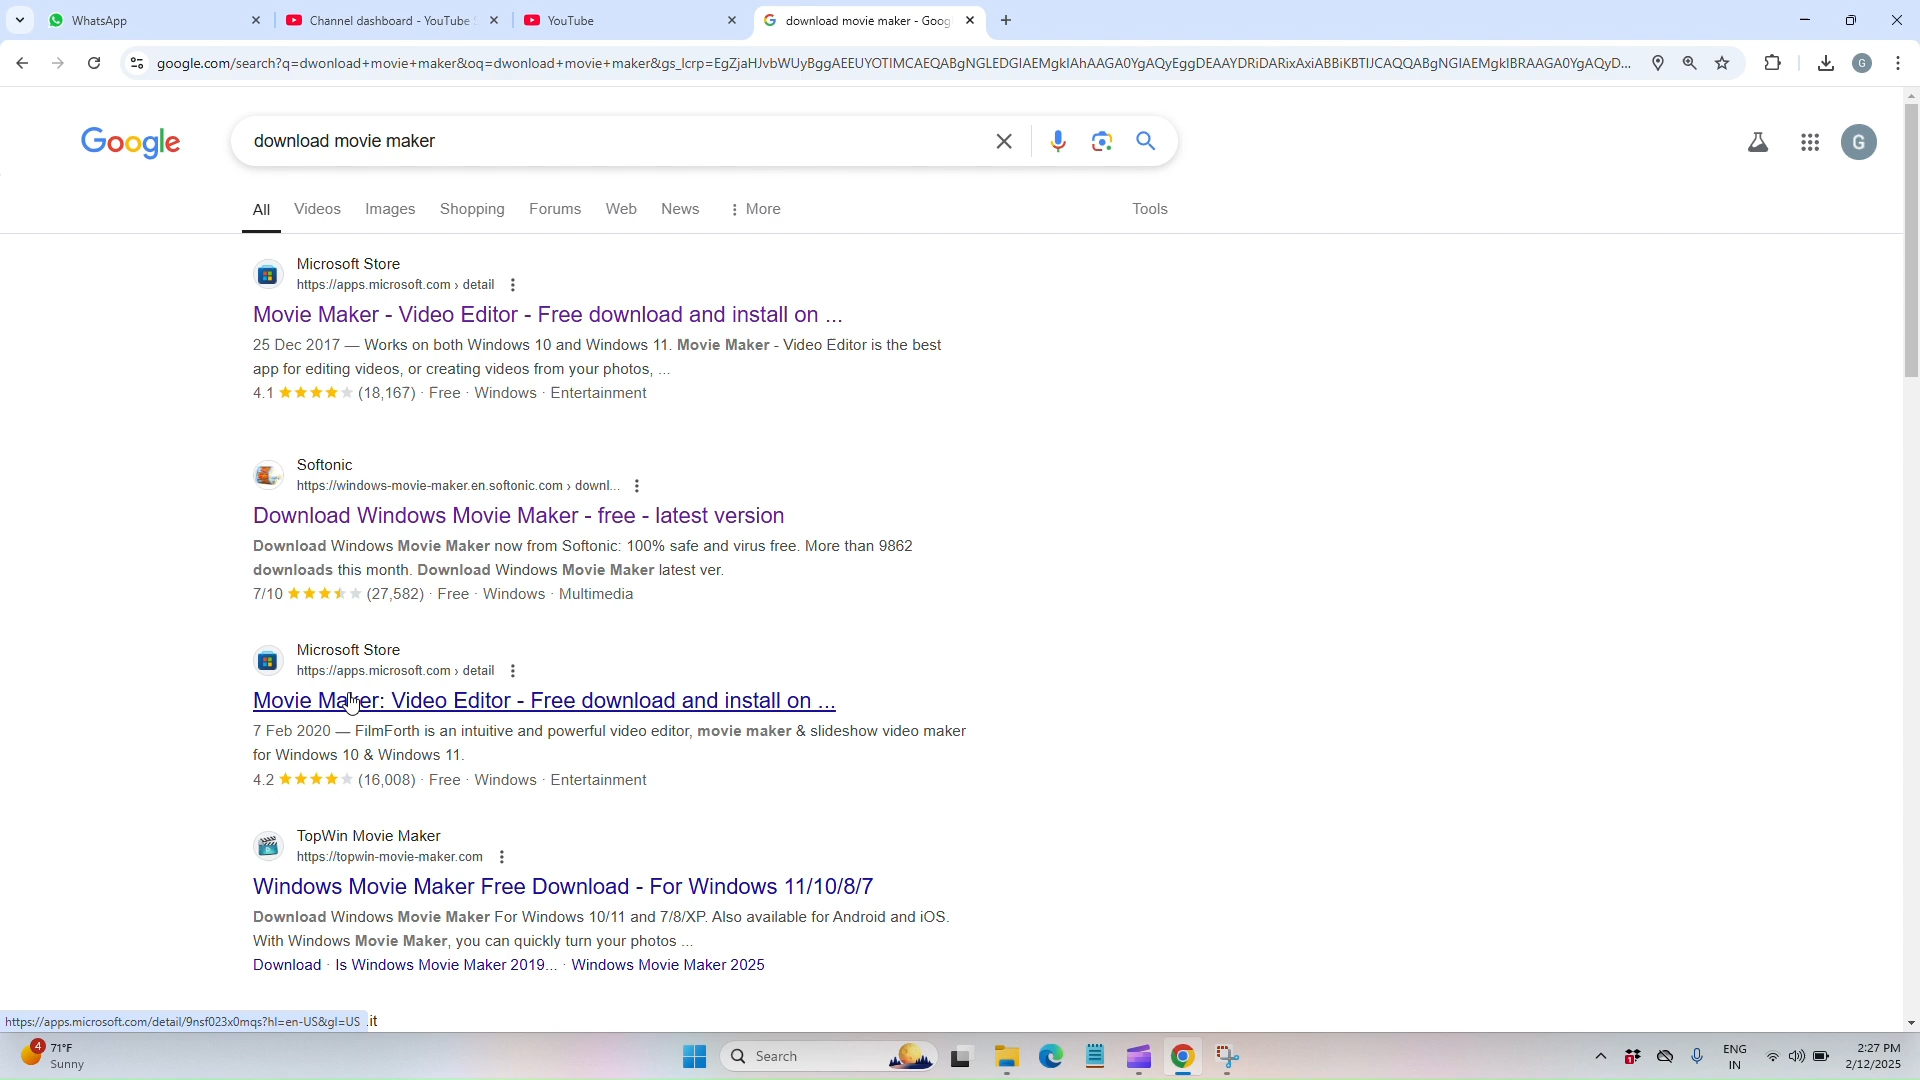 WhatsApp
Channel dashboard - YouTube S
YouTube
download movie maker - Goog
google.com/search?q=dwonload+movie+maker&oq=dwonload+movie+maker&gs_lcrp=EgZjaHJvbWUyBggAEEUYOTIMCAEQABgNGLEDGIAEMgkIAhAAGA0YgAQyEggDEAAYDRiDARixAxiABBiKBTIJCAQQABgNGIAEMgkIBRAAGA0YgAQyD...
G
Google
download movie maker
G
All Videos Images Shopping Forums Web News More Tools
Microsoft Store
https://apps.microsoft.com › detail
Movie Maker - Video Editor - Free download and install on ...
25 Dec 2017 — Works on both Windows 10 and Windows 11. Movie Maker - Video Editor is the best
app for editing videos, or creating videos from your photos, ...
4.1 (18,167) · Free · Windows · Entertainment
Softonic
https://windows-movie-maker.en.softonic.com › downl...
Download Windows Movie Maker - free - latest version
Download Windows Movie Maker now from Softonic: 100% safe and virus free. More than 9862
downloads this month. Download Windows Movie Maker latest ver.
7/10 (27,582) · Free · Windows · Multimedia
Microsoft Store
https://apps.microsoft.com › detail
Movie Maker: Video Editor - Free download and install on ...
7 Feb 2020 — FilmForth is an intuitive and powerful video editor, movie maker & slideshow video maker
for Windows 10 & Windows 11.
4.2 (16,008) · Free · Windows · Entertainment
TopWin Movie Maker
https://topwin-movie-maker.com
Windows Movie Maker Free Download - For Windows 11/10/8/7
Download Windows Movie Maker For Windows 10/11 and 7/8/XP. Also available for Android and iOS.
With Windows Movie Maker, you can quickly turn your photos ...
Download · Is Windows Movie Maker 2019... · Windows Movie Maker 2025
https://apps.microsoft.com/detail/9nsf023x0mqs?hl=en-US&gl=US .it
4
71°F
Sunny
Search
1
ENG
IN
2:27 PM
2/12/2025